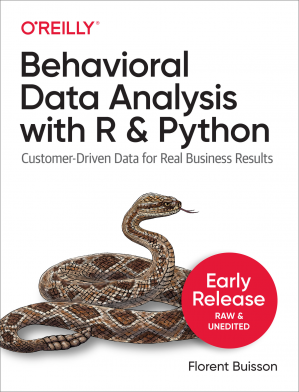 O'REILLY®
Behavioral
Data Analysis
with R & Python
Customer-Driven Data for Real Business Results
Early
Release
RAW &
UNEDITED
Florent Buisson